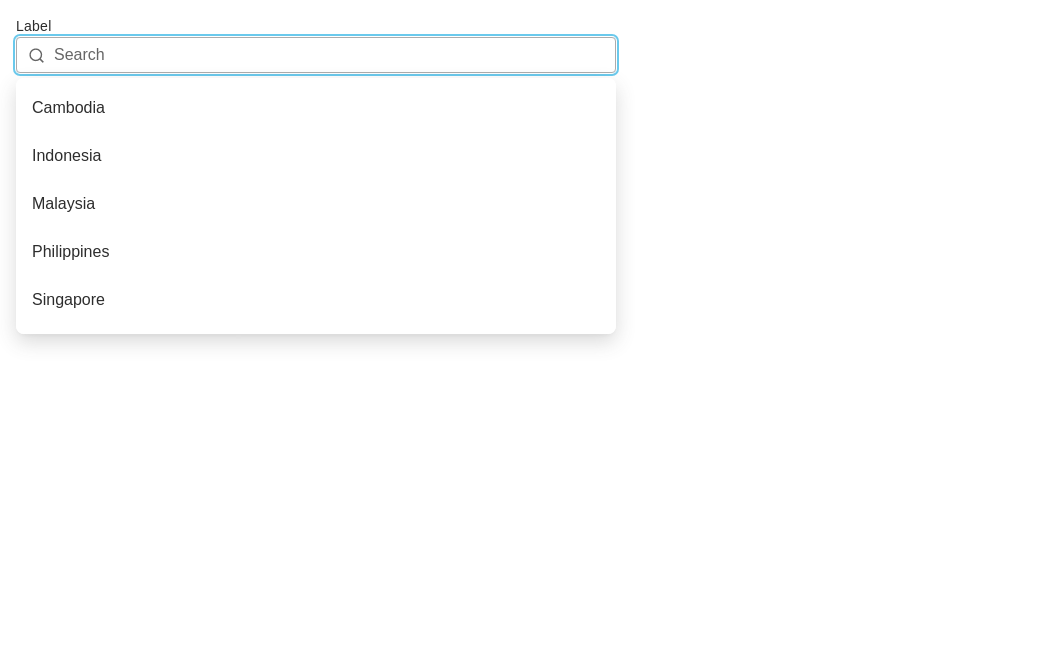 Label
Search
Cambodia
Indonesia
Malaysia
Philippines
Singapore